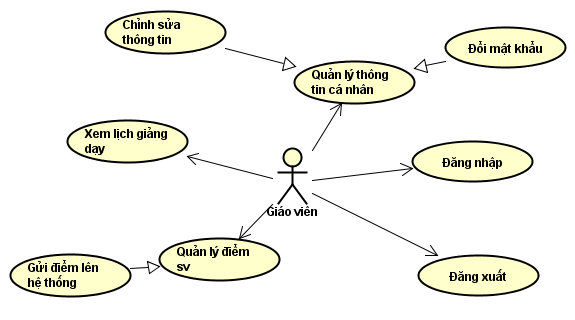 Chỉnh sửa
thông tin
Đổi mật khẩu
Quản lý thông
tin cá nhân
Xem lịch giảng
dạy
Đăng nhập
Giáo viên
Quản lý điểm
sv
Gửi điểm lên
hệ thống
Đăng xuất